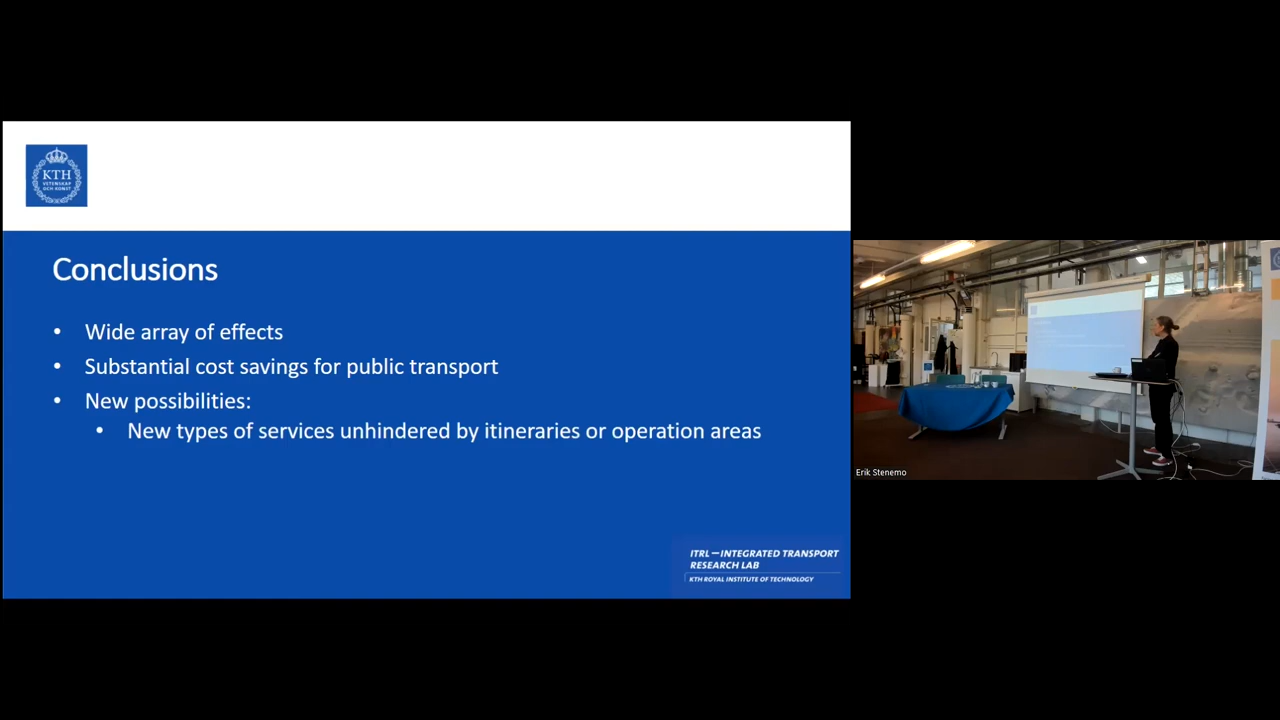 KTH
VETENSKAP
OCH KONST
Conclusions
• Wide array of effects
• Substantial cost savings for public transport
• New possibilities:
• New types of services unhindered by itineraries or operation areas
ITRL – INTEGRATED TRANSPORT
RESEARCH LAB
KTH ROYAL INSTITUTE OF TECHNOLOGY
Erik Stenemo